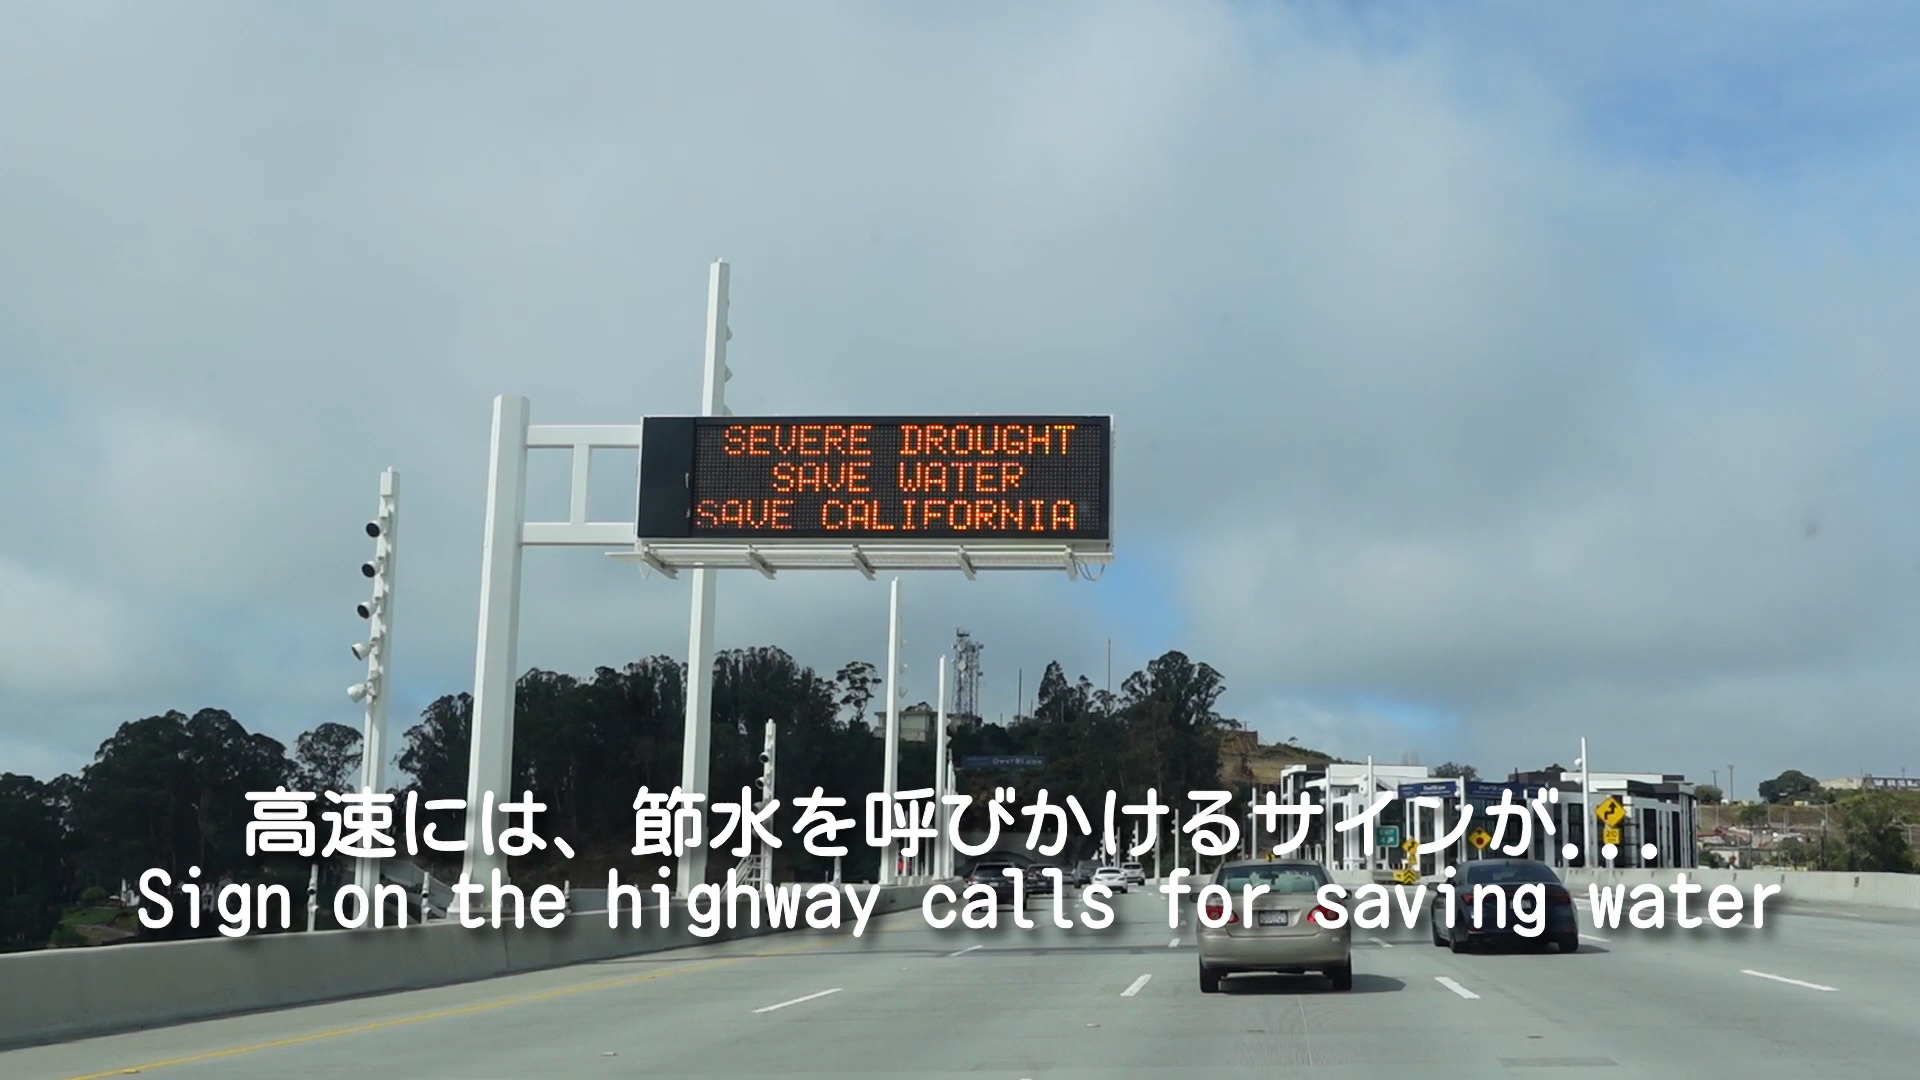 SEVERE DROUGHT
SAVE WATER
SAVE CALIFORNIA
20
高速には、節水を呼びかけるサインが...
Sign on the highway calls for saving water